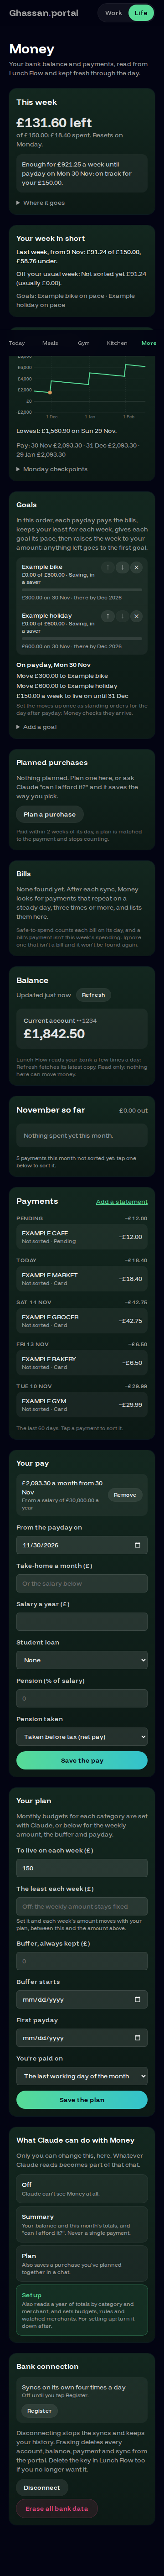 Ghassan.portal
Work
Life
Money
Your bank balance and payments, read from
Lunch Flow and kept fresh through the day.
This week
£131.60 left
of £150.00: £18.40 spent. Resets on
Monday.
Enough for £921.25 a week until
payday on Mon 30 Nov: on track for
your £150.00.
Where it goes
Your week in short
Last week, from 9 Nov: £91.24 of £150.00,
£58.76 under.
Off your usual week: Not sorted yet £91.24
(usually £0.00).
Goals: Example bike on pace · Example
holiday on pace
Today
Meals
Gym
Kitchen
More
£6,000
£4,000
£2,000
£0
-£2,000
1 Dec
1 Jan
1 Feb
Lowest: £1,560.90 on Sun 29 Nov.
Pay: 30 Nov £2,093.30 · 31 Dec £2,093.30 ·
29 Jan £2,093.30
Monday checkpoints
Goals
In this order, each payday pays the bills,
keeps your least for each week, gives each
goal its pace, then raises the week to your
amount; anything left goes to the first goal.
Example bike
£0.00 of £300.00 · Saving, in
a saver
£300.00 on 30 Nov · there by Dec 2026
Example holiday
£0.00 of £600.00 · Saving, in
a saver
£600.00 on 30 Nov · there by Dec 2026
On payday, Mon 30 Nov
Move £300.00 to Example bike
Move £600.00 to Example holiday
£150.00 a week to live on until 31 Dec
Set the moves up once as standing orders for the
day after payday: Money checks they arrive.
Add a goal
Planned purchases
Nothing planned. Plan one here, or ask
Claude "can I afford it?" and it saves the
way you pick.
Plan a purchase
Paid within 2 weeks of its day, a plan is matched
to the payment and stops counting.
Bills
None found yet. After each sync, Money
looks for payments that repeat on a
steady day, three times or more, and lists
them here.
Safe-to-spend counts each bill on its day, and a
bill's payment leaves this week's spending. Ignore
one that isn't a bill and it won't be found again.
Balance
Updated just now
Refresh
Current account ••1234
£1,842.50
Lunch Flow reads your bank a few times a day;
Refresh fetches its latest copy. Read only: nothing
here can move money.
November so far
£0.00 out
Nothing spent yet this month.
5 payments this month not sorted yet: tap one
below to sort it.
Payments
Add a statement
PENDING
−£12.00
EXAMPLE CAFE
Not sorted · Pending
−£12.00
TODAY
−£18.40
EXAMPLE MARKET
Not sorted · Card
−£18.40
SAT 14 NOV
−£42.75
EXAMPLE GROCER
Not sorted · Card
−£42.75
FRI 13 NOV
−£6.50
EXAMPLE BAKERY
Not sorted · Card
−£6.50
TUE 10 NOV
−£29.99
EXAMPLE GYM
Not sorted · Card
−£29.99
The last 60 days. Tap a payment to sort it.
Your pay
£2,093.30 a month from 30
Nov
From a salary of £30,000.00 a
year
Remove
From the payday on
11/30/2026
Take-home a month (£)
Or the salary below
Salary a year (£)
Student loan
None
Pension (% of salary)
0
Pension taken
Taken before tax (net pay)
Save the pay
Your plan
Monthly budgets for each category are set
with Claude, or below for the weekly
amount, the buffer and payday.
To live on each week (£)
150
The least each week (£)
Off: the weekly amount stays fixed
Set it and each week's amount moves with your
plan, between this and the amount above.
Buffer, always kept (£)
0
Buffer starts
mm/dd/yyyy
First payday
mm/dd/yyyy
You're paid on
The last working day of the month
Save the plan
What Claude can do with Money
Only you can change this, here. Whatever
Claude reads becomes part of that chat.
Off
Claude can't see Money at all.
Summary
Your balance and this month's totals, and
"can I afford it?". Never a single payment.
Plan
Also saves a purchase you've planned
together in a chat.
Setup
Also reads a year of totals by category and
merchant, and sets budgets, rules and
watched merchants. For setting up; turn it
down after.
Bank connection
Syncs on its own four times a day
Off until you tap Register.
Register
Disconnecting stops the syncs and keeps
your history. Erasing deletes every
account, balance, payment and sync from
the portal. Delete the key in Lunch Flow too
if you no longer want it.
Disconnect
Erase all bank data